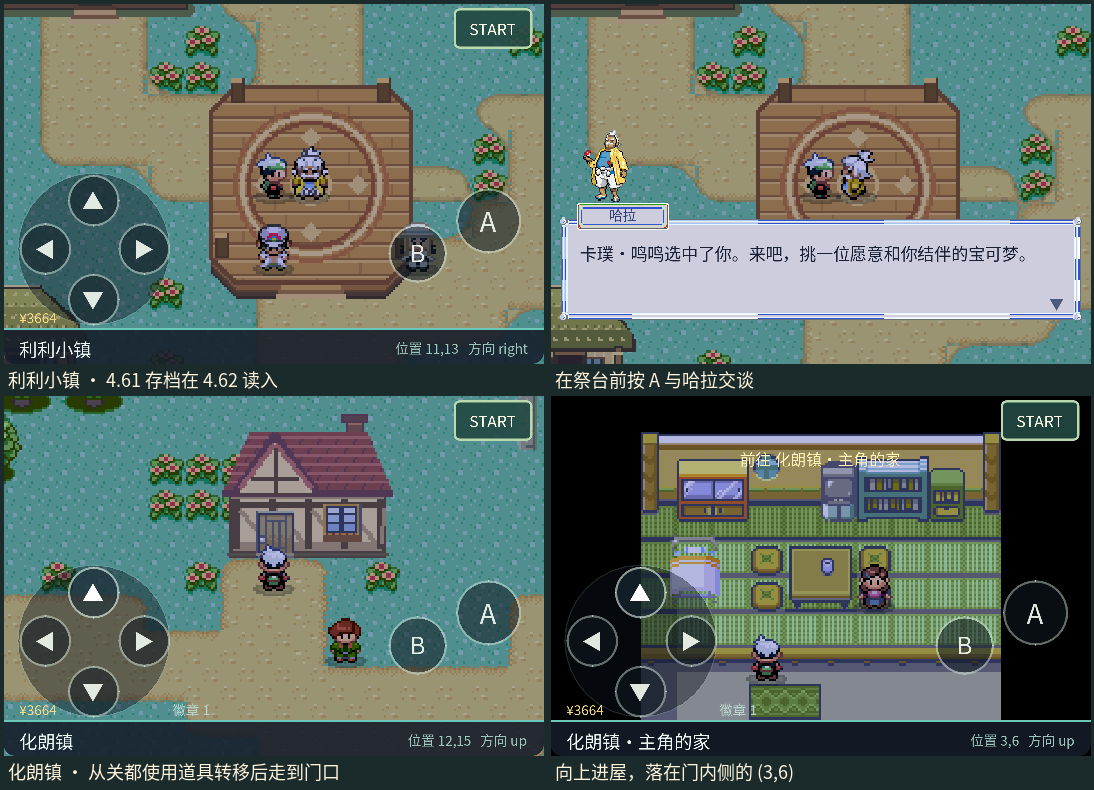 START
A
B
¥3664
利利小镇
位置 11,13 方向 right
利利小镇 · 4.61 存档在 4.62 读入
哈拉
卡璞·鸣鸣选中了你。来吧，挑一位愿意和你结伴的宝可梦。
在祭台前按 A 与哈拉交谈
START
A
B
¥3664
徽章 1
化朗镇
位置 12,15 方向 up
化朗镇 · 从关都使用道具转移后走到门口
START
前往 化朗镇·主角的家
A
B
¥3664
徽章 1
化朗镇·主角的家
位置 3,6 方向 up
向上进屋，落在门内侧的 (3,6)